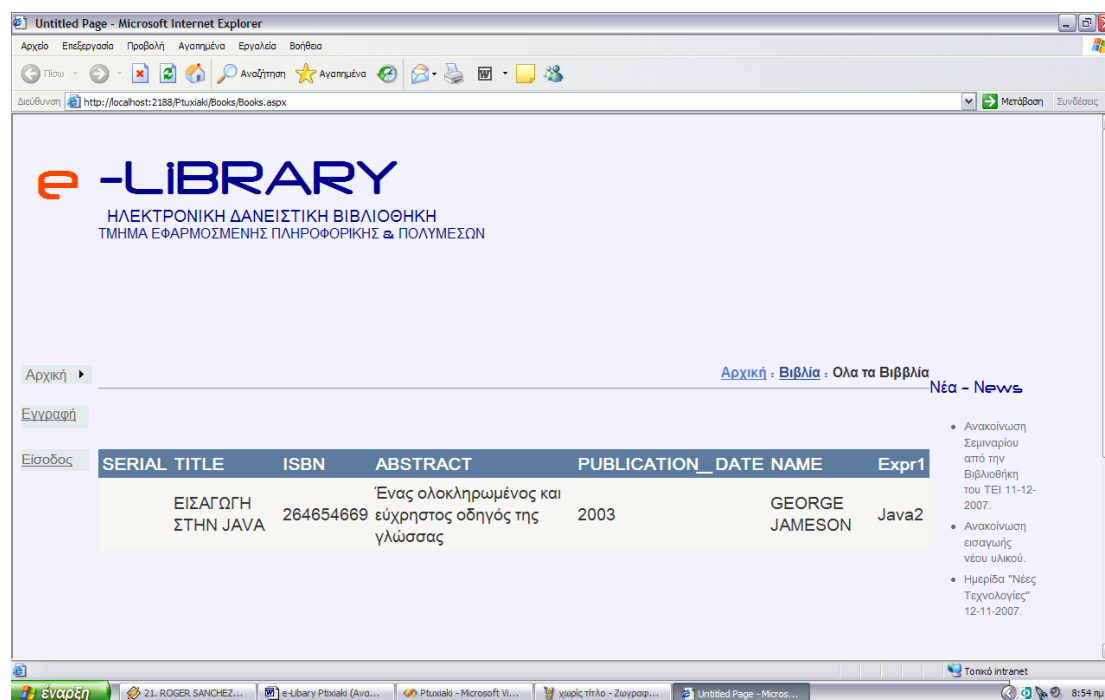 Untitled Page - Microsoft Internet Explorer
Αρχείο Επεξεργασία Προβολή Αγαπημένα Εργαλεία Βοήθεια
Πίσω Αναζήτηση Αγαπημένα
Διεύθυνση http://localhost:2188/Ptuxiaki/Books/Books.aspx Μετάβαση Συνδέσεις
e -LiBRARY
ΗΛΕΚΤΡΟΝΙΚΗ ΔΑΝΕΙΣΤΙΚΗ ΒΙΒΛΙΟΘΗΚΗ
ΤΜΗΜΑ ΕΦΑΡΜΟΣΜΕΝΗΣ ΠΛΗΡΟΦΟΡΙΚΗΣ & ΠΟΛΥΜΕΣΩΝ
Αρχική
Εγγραφή
Είσοδος
Αρχική : Βιβλία : Ολα τα Βιββλία
SERIAL TITLE ISBN ABSTRACT PUBLICATION_DATE NAME Expr1
ΕΙΣΑΓΩΓΗ ΣΤΗΝ JAVA 264654669 Ένας ολοκληρωμένος και εύχρηστος οδηγός της γλώσσας 2003 GEORGE JAMESON Java2
Νέα - News
Ανακοίνωση
Σεμιναρίου
από την
Βιβλιοθήκη
του ΤΕΙ 11-12-
2007.
Ανακοίνωση
εισαγωγής
νέου υλικού.
Ημερίδα "Νέες
Τεχνολογίες"
12-11-2007.
Τοπικό intranet
έναρξη 21. ROGER SANCHEZ... e-Libary Ptixiaki (Ανα... Ptuxiaki - Microsoft Vi... χωρίς τίτλο - Ζωγραφ... Untitled Page - Micros... 8:54 πμ